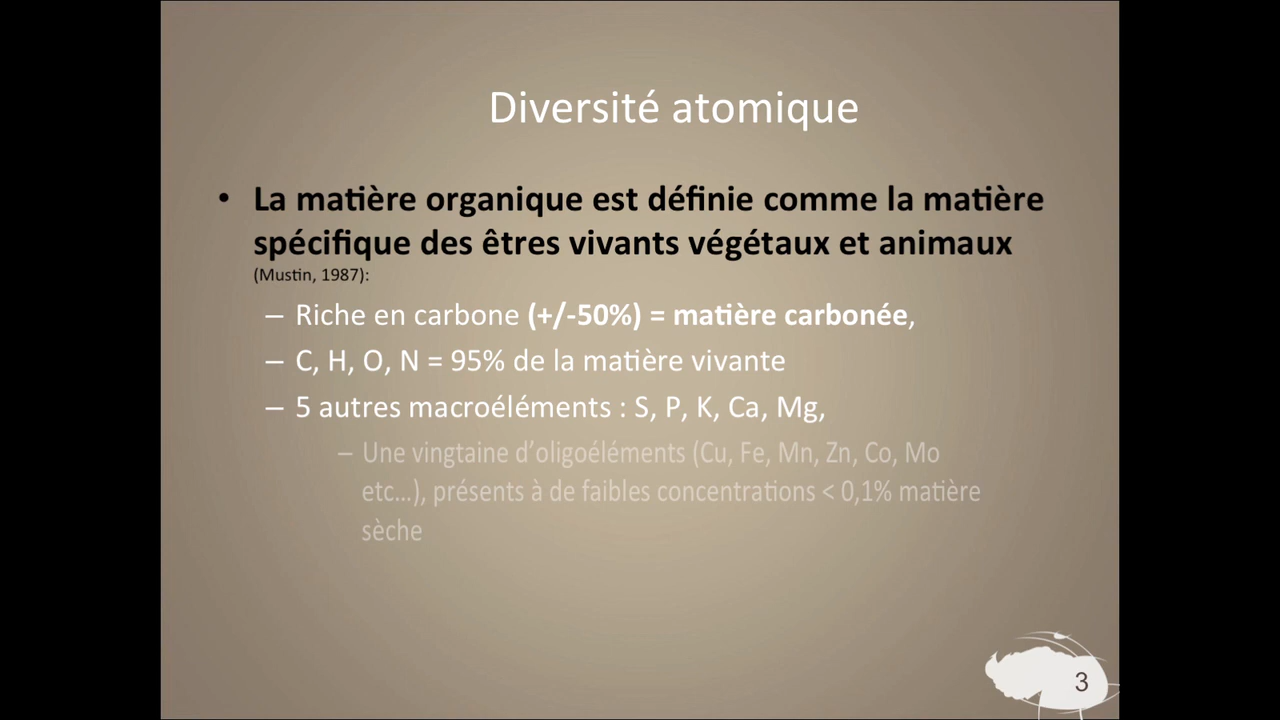 Diversité atomique
• La matière organique est définie comme la matière
spécifique des êtres vivants végétaux et animaux
(Mustin, 1987):
– Riche en carbone (+/-50%) = matière carbonée,
– C, H, O, N = 95% de la matière vivante
– 5 autres macroéléments : S, P, K, Ca, Mg,
– Une vingtaine d’oligoéléments (Cu, Fe, Mn, Zn, Co, Mo
etc...), présents à de faibles concentrations < 0,1% matière
sèche
3